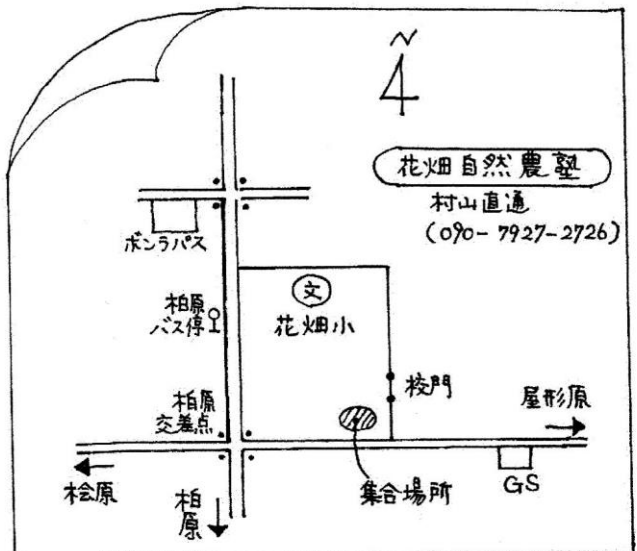 N
花畑自然農塾
村山直通
(090-7927-2726)
ボンラパス
文
花畑小
柏原
バス停
校門
柏原
交差点
屋形原
桧原
柏
原
集合場所
GS